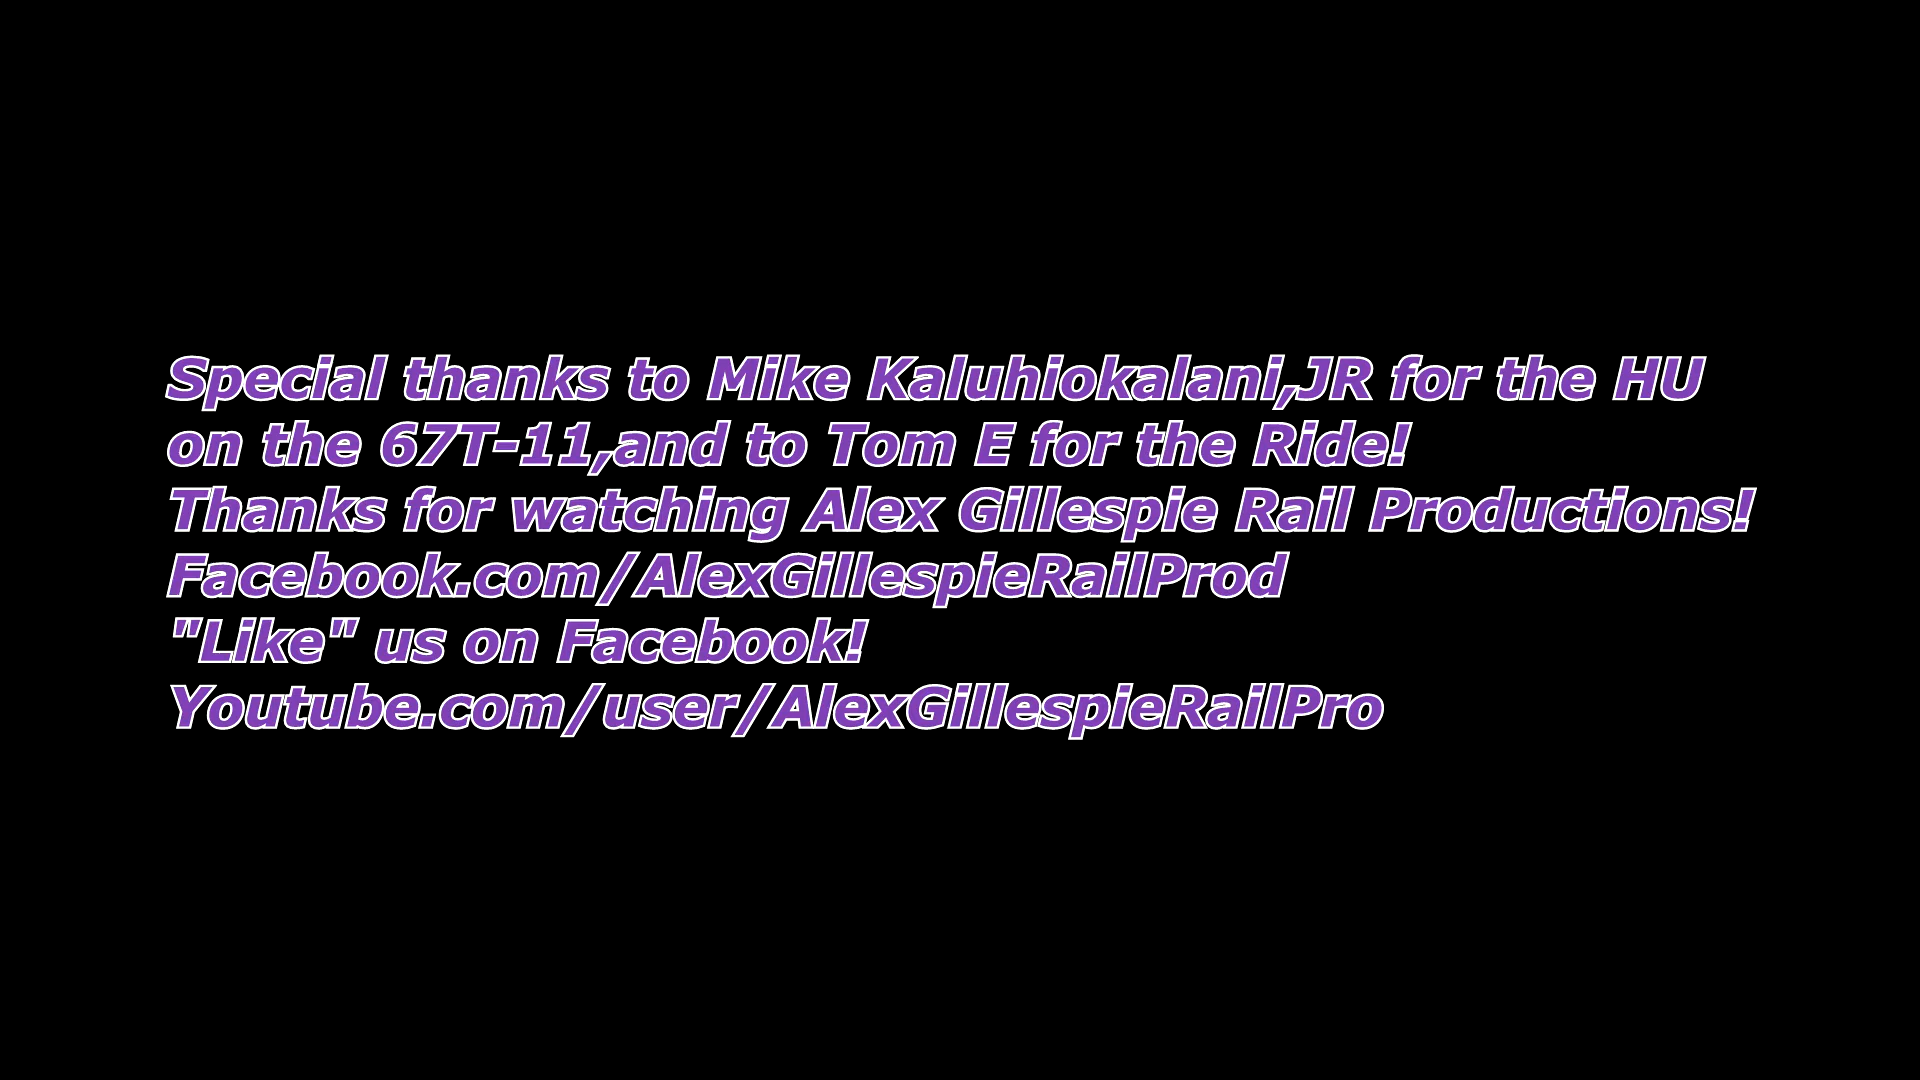 Special thanks to Mike Kaluhiokalani,JR for the HU
on the 67T-11,and to Tom E for the Ride!
Thanks for watching Alex Gillespie Rail Productions!
Facebook.com/AlexGillespieRailProd
"Like" us on Facebook!
Youtube.com/user/AlexGillespieRailPro